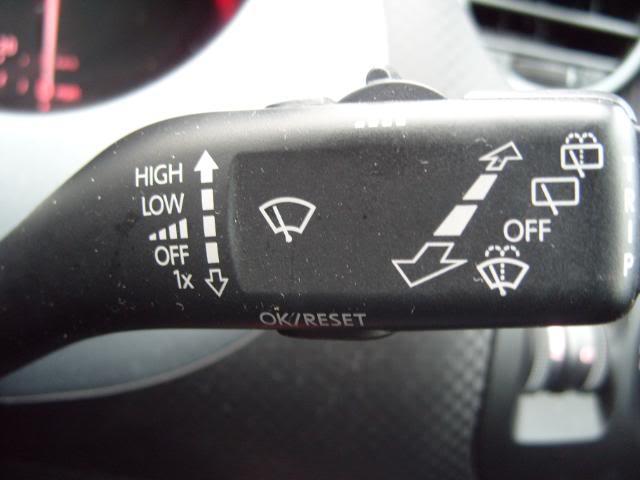 HIGH
LOW
OFF
1x
OFF
OK/RESET